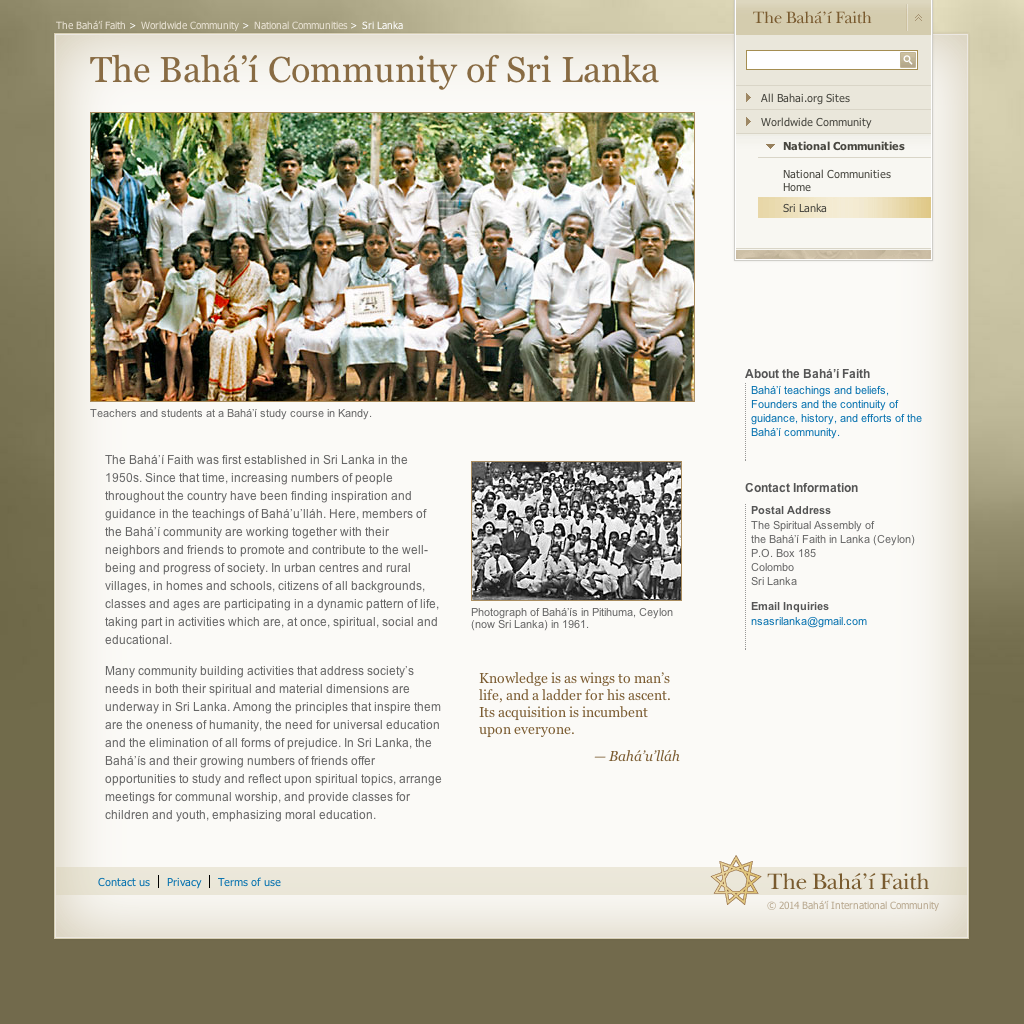 The Bahá'í Faith > Worldwide Community > National Communities > Sri Lanka
The Bahá'í Faith
The Bahá'í Community of Sri Lanka
All Bahai.org Sites
Worldwide Community
National Communities
National Communities
Home
Sri Lanka
Teachers and students at a Bahá'í study course in Kandy.
The Bahá'í Faith was first established in Sri Lanka in the
1950s. Since that time, increasing numbers of people
throughout the country have been finding inspiration and
guidance in the teachings of Bahá'u'lláh. Here, members of
the Bahá'í community are working together with their
neighbors and friends to promote and contribute to the well-
being and progress of society. In urban centres and rural
villages, in homes and schools, citizens of all backgrounds,
classes and ages are participating in a dynamic pattern of life,
taking part in activities which are, at once, spiritual, social and
educational.
Many community building activities that address society's
needs in both their spiritual and material dimensions are
underway in Sri Lanka. Among the principles that inspire them
are the oneness of humanity, the need for universal education
and the elimination of all forms of prejudice. In Sri Lanka, the
Bahá'ís and their growing numbers of friends offer
opportunities to study and reflect upon spiritual topics, arrange
meetings for communal worship, and provide classes for
children and youth, emphasizing moral education.
Photograph of Bahá'ís in Pitihuma, Ceylon
(now Sri Lanka) in 1961.
Knowledge is as wings to man's
life, and a ladder for his ascent.
Its acquisition is incumbent
upon everyone.
— Bahá'u'lláh
About the Bahá'í Faith
Bahá'í teachings and beliefs,
Founders and the continuity of
guidance, history, and efforts of the
Bahá'í community.
Contact Information
Postal Address
The Spiritual Assembly of
the Bahá'í Faith in Lanka (Ceylon)
P.O. Box 185
Colombo
Sri Lanka
Email Inquiries
nsasrilanka@gmail.com
Contact us | Privacy | Terms of use
The Bahá'í Faith
© 2014 Bahá'í International Community